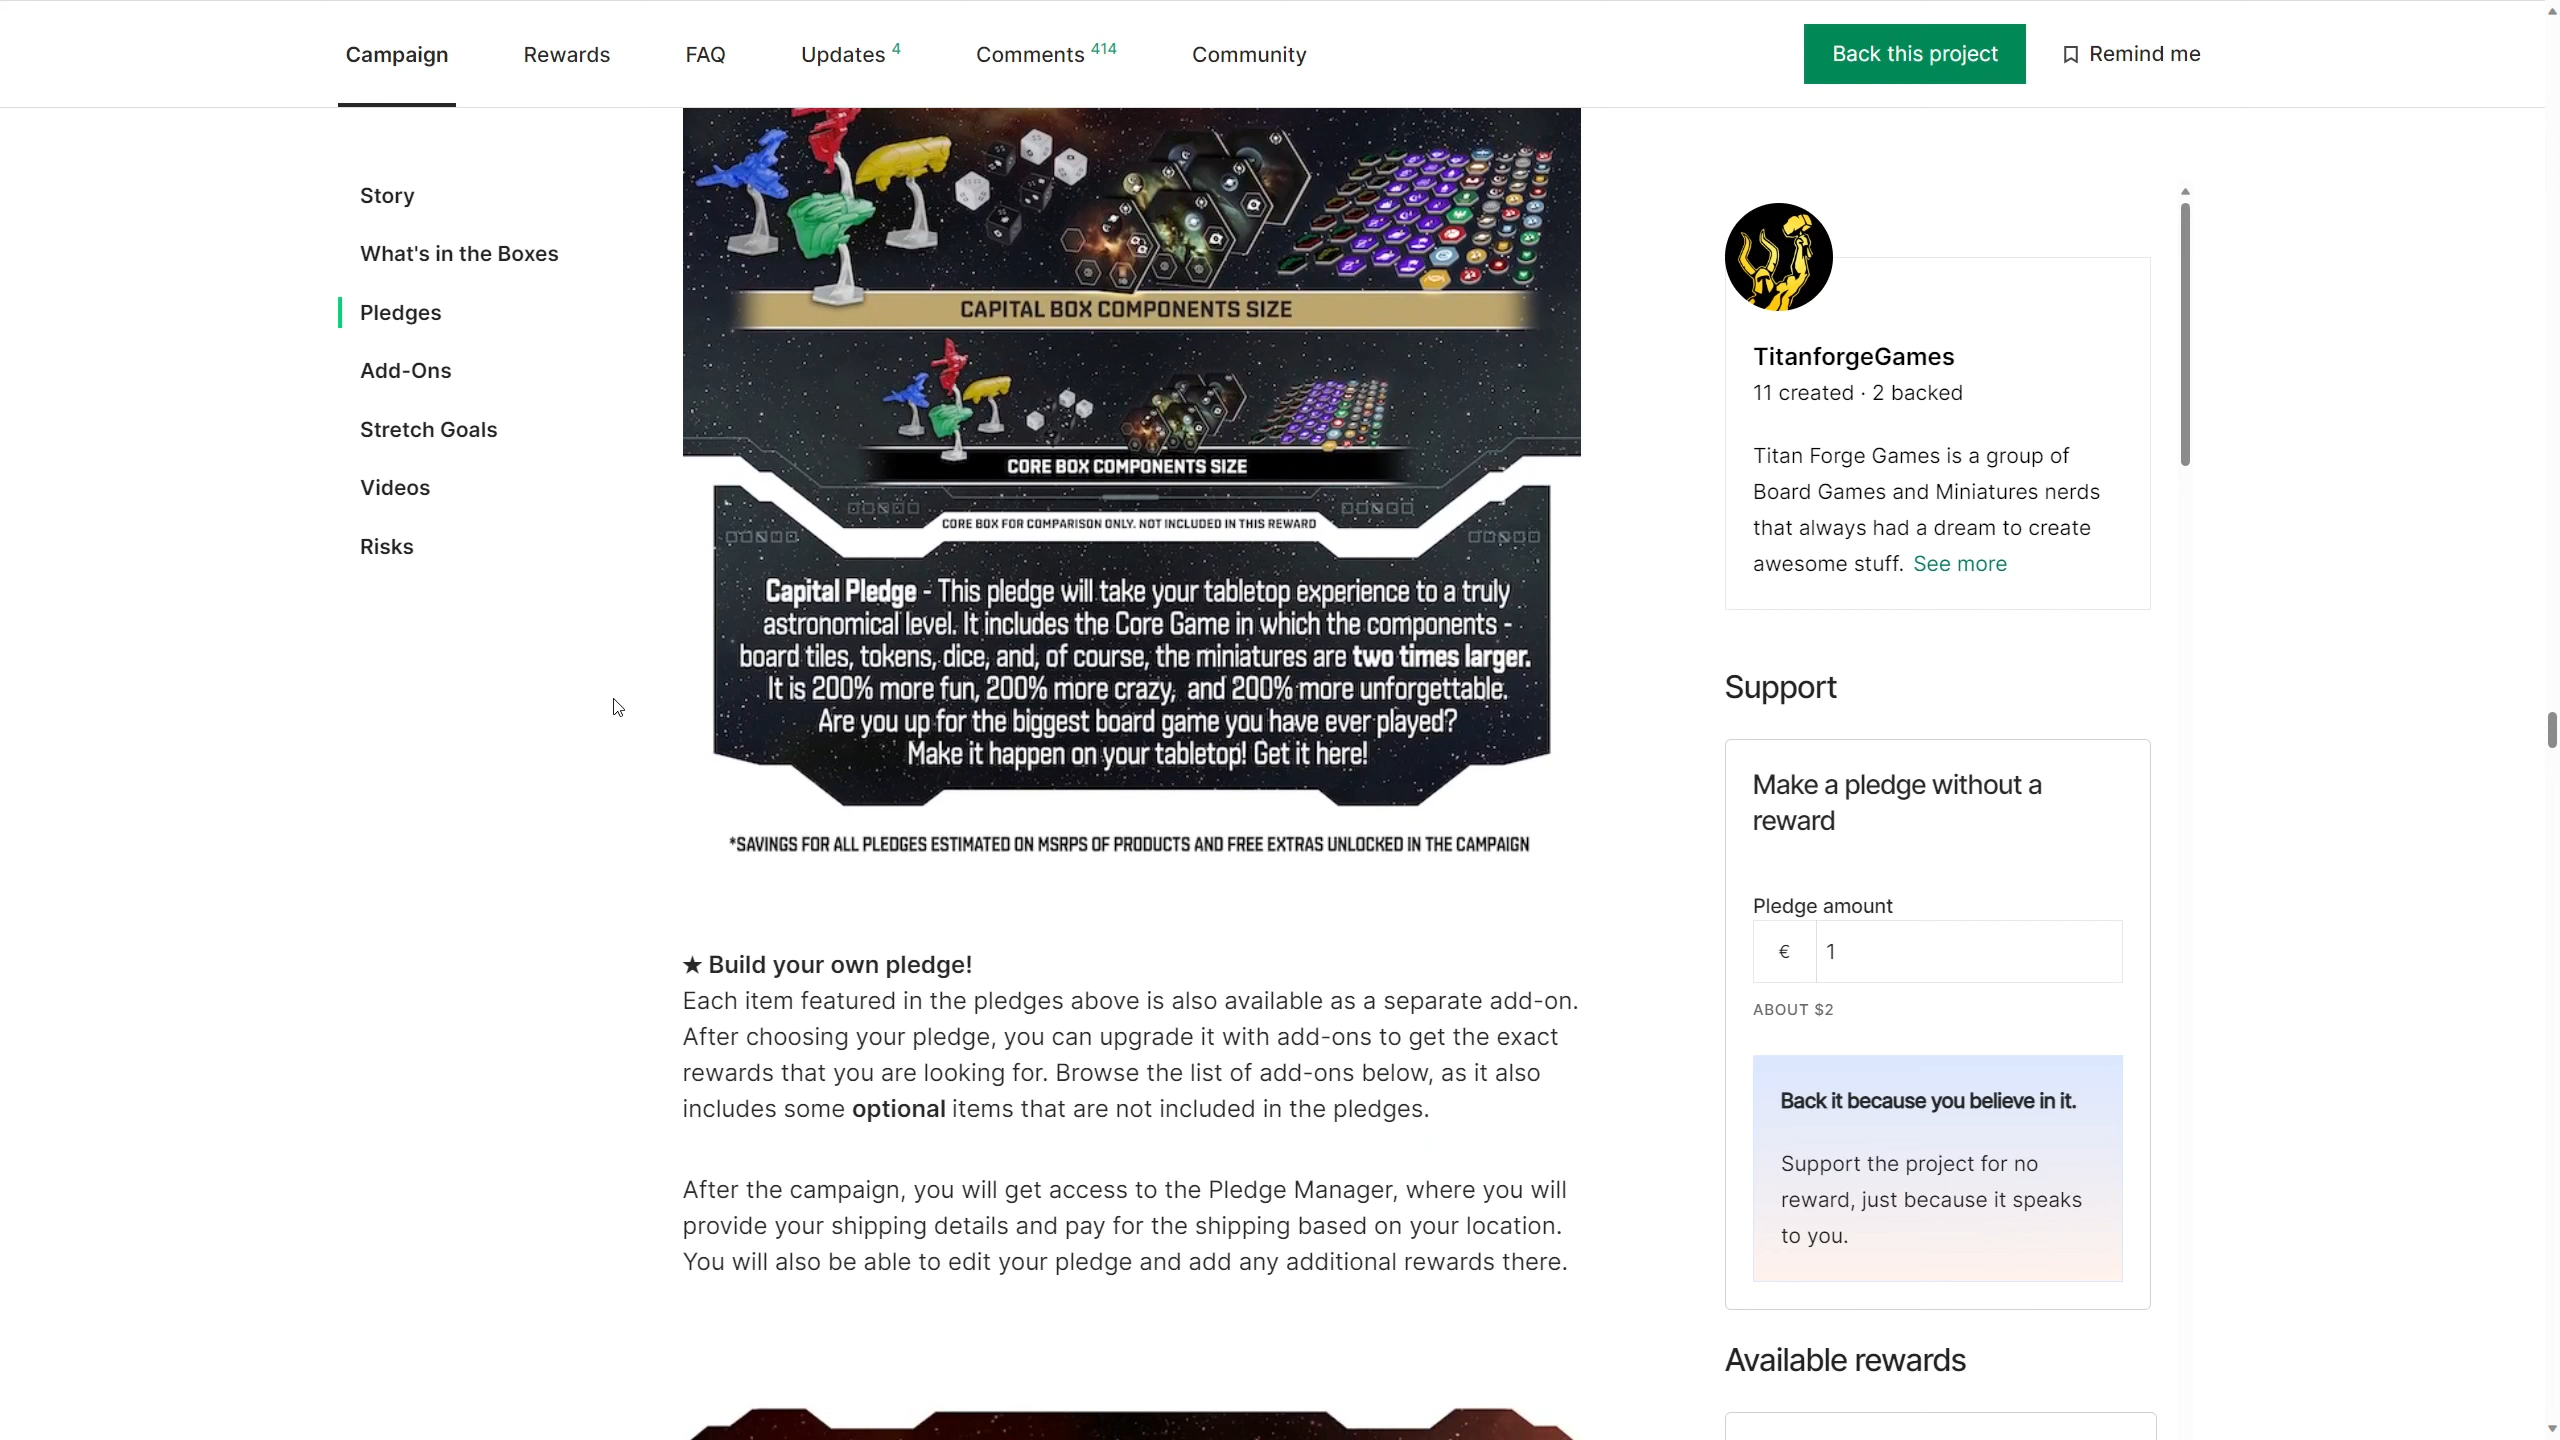 Campaign
Rewards
FAQ
Updates 4
Comments 414
Community
Back this project
Remind me
Story
What's in the Boxes
Pledges
Add-Ons
Stretch Goals
Videos
Risks
CAPITAL BOX COMPONENTS SIZE
CORE BOX COMPONENTS SIZE
CORE BOX FOR COMPARISON ONLY. NOT INCLUDED IN THIS REWARD
Capital Pledge - This pledge will take your tabletop experience to a truly
astronomical level. It includes the Core Game in which the components -
board tiles, tokens, dice, and, of course, the miniatures are two times larger.
It is 200% more fun, 200% more crazy, and 200% more unforgettable.
Are you up for the biggest board game you have ever played?
Make it happen on your tabletop! Get it here!
*SAVINGS FOR ALL PLEDGES ESTIMATED ON MSRPS OF PRODUCTS AND FREE EXTRAS UNLOCKED IN THE CAMPAIGN
★ Build your own pledge!
Each item featured in the pledges above is also available as a separate add-on.
After choosing your pledge, you can upgrade it with add-ons to get the exact
rewards that you are looking for. Browse the list of add-ons below, as it also
includes some optional items that are not included in the pledges.
After the campaign, you will get access to the Pledge Manager, where you will
provide your shipping details and pay for the shipping based on your location.
You will also be able to edit your pledge and add any additional rewards there.
TitanforgeGames
11 created · 2 backed
Titan Forge Games is a group of
Board Games and Miniatures nerds
that always had a dream to create
awesome stuff. See more
Support
Make a pledge without a
reward
Pledge amount
€ 1
ABOUT $2
Back it because you believe in it.
Support the project for no
reward, just because it speaks
to you.
Available rewards